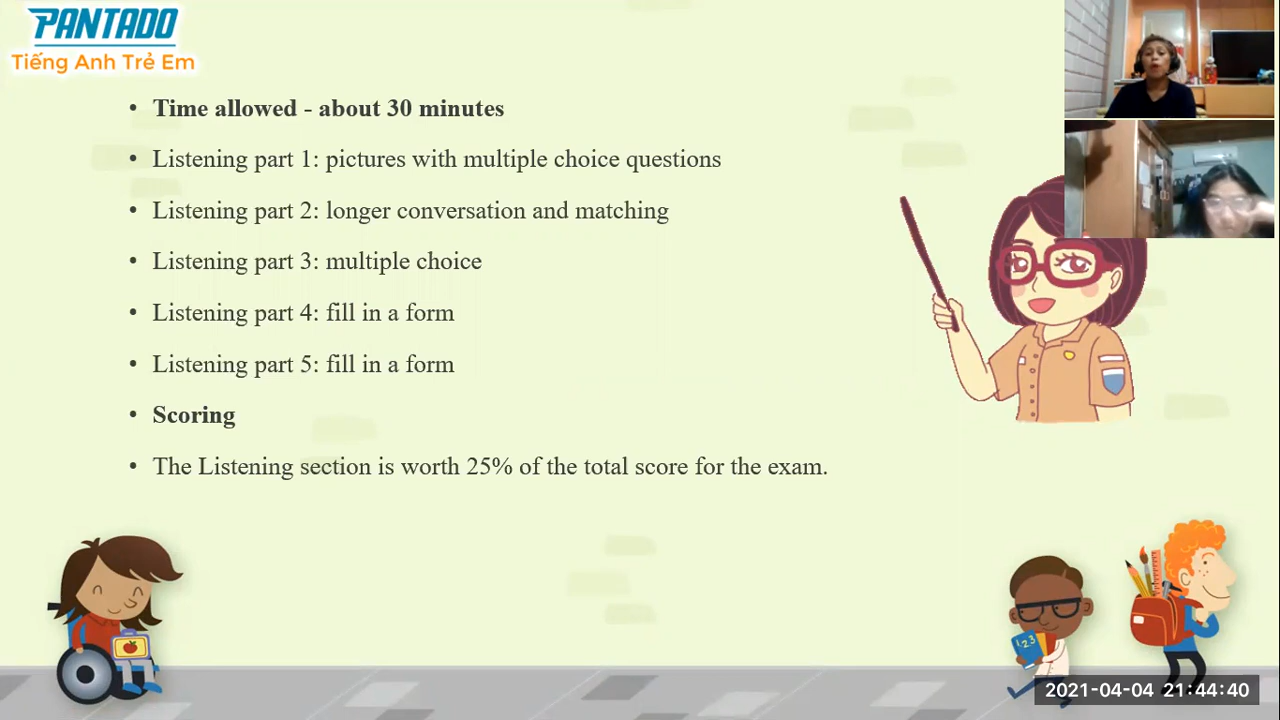 PANTADO
Tiếng Anh Trẻ Em
• Time allowed - about 30 minutes
• Listening part 1: pictures with multiple choice questions
• Listening part 2: longer conversation and matching
• Listening part 3: multiple choice
• Listening part 4: fill in a form
• Listening part 5: fill in a form
• Scoring
• The Listening section is worth 25% of the total score for the exam.
1 2 3
2021-04-04 21:44:40